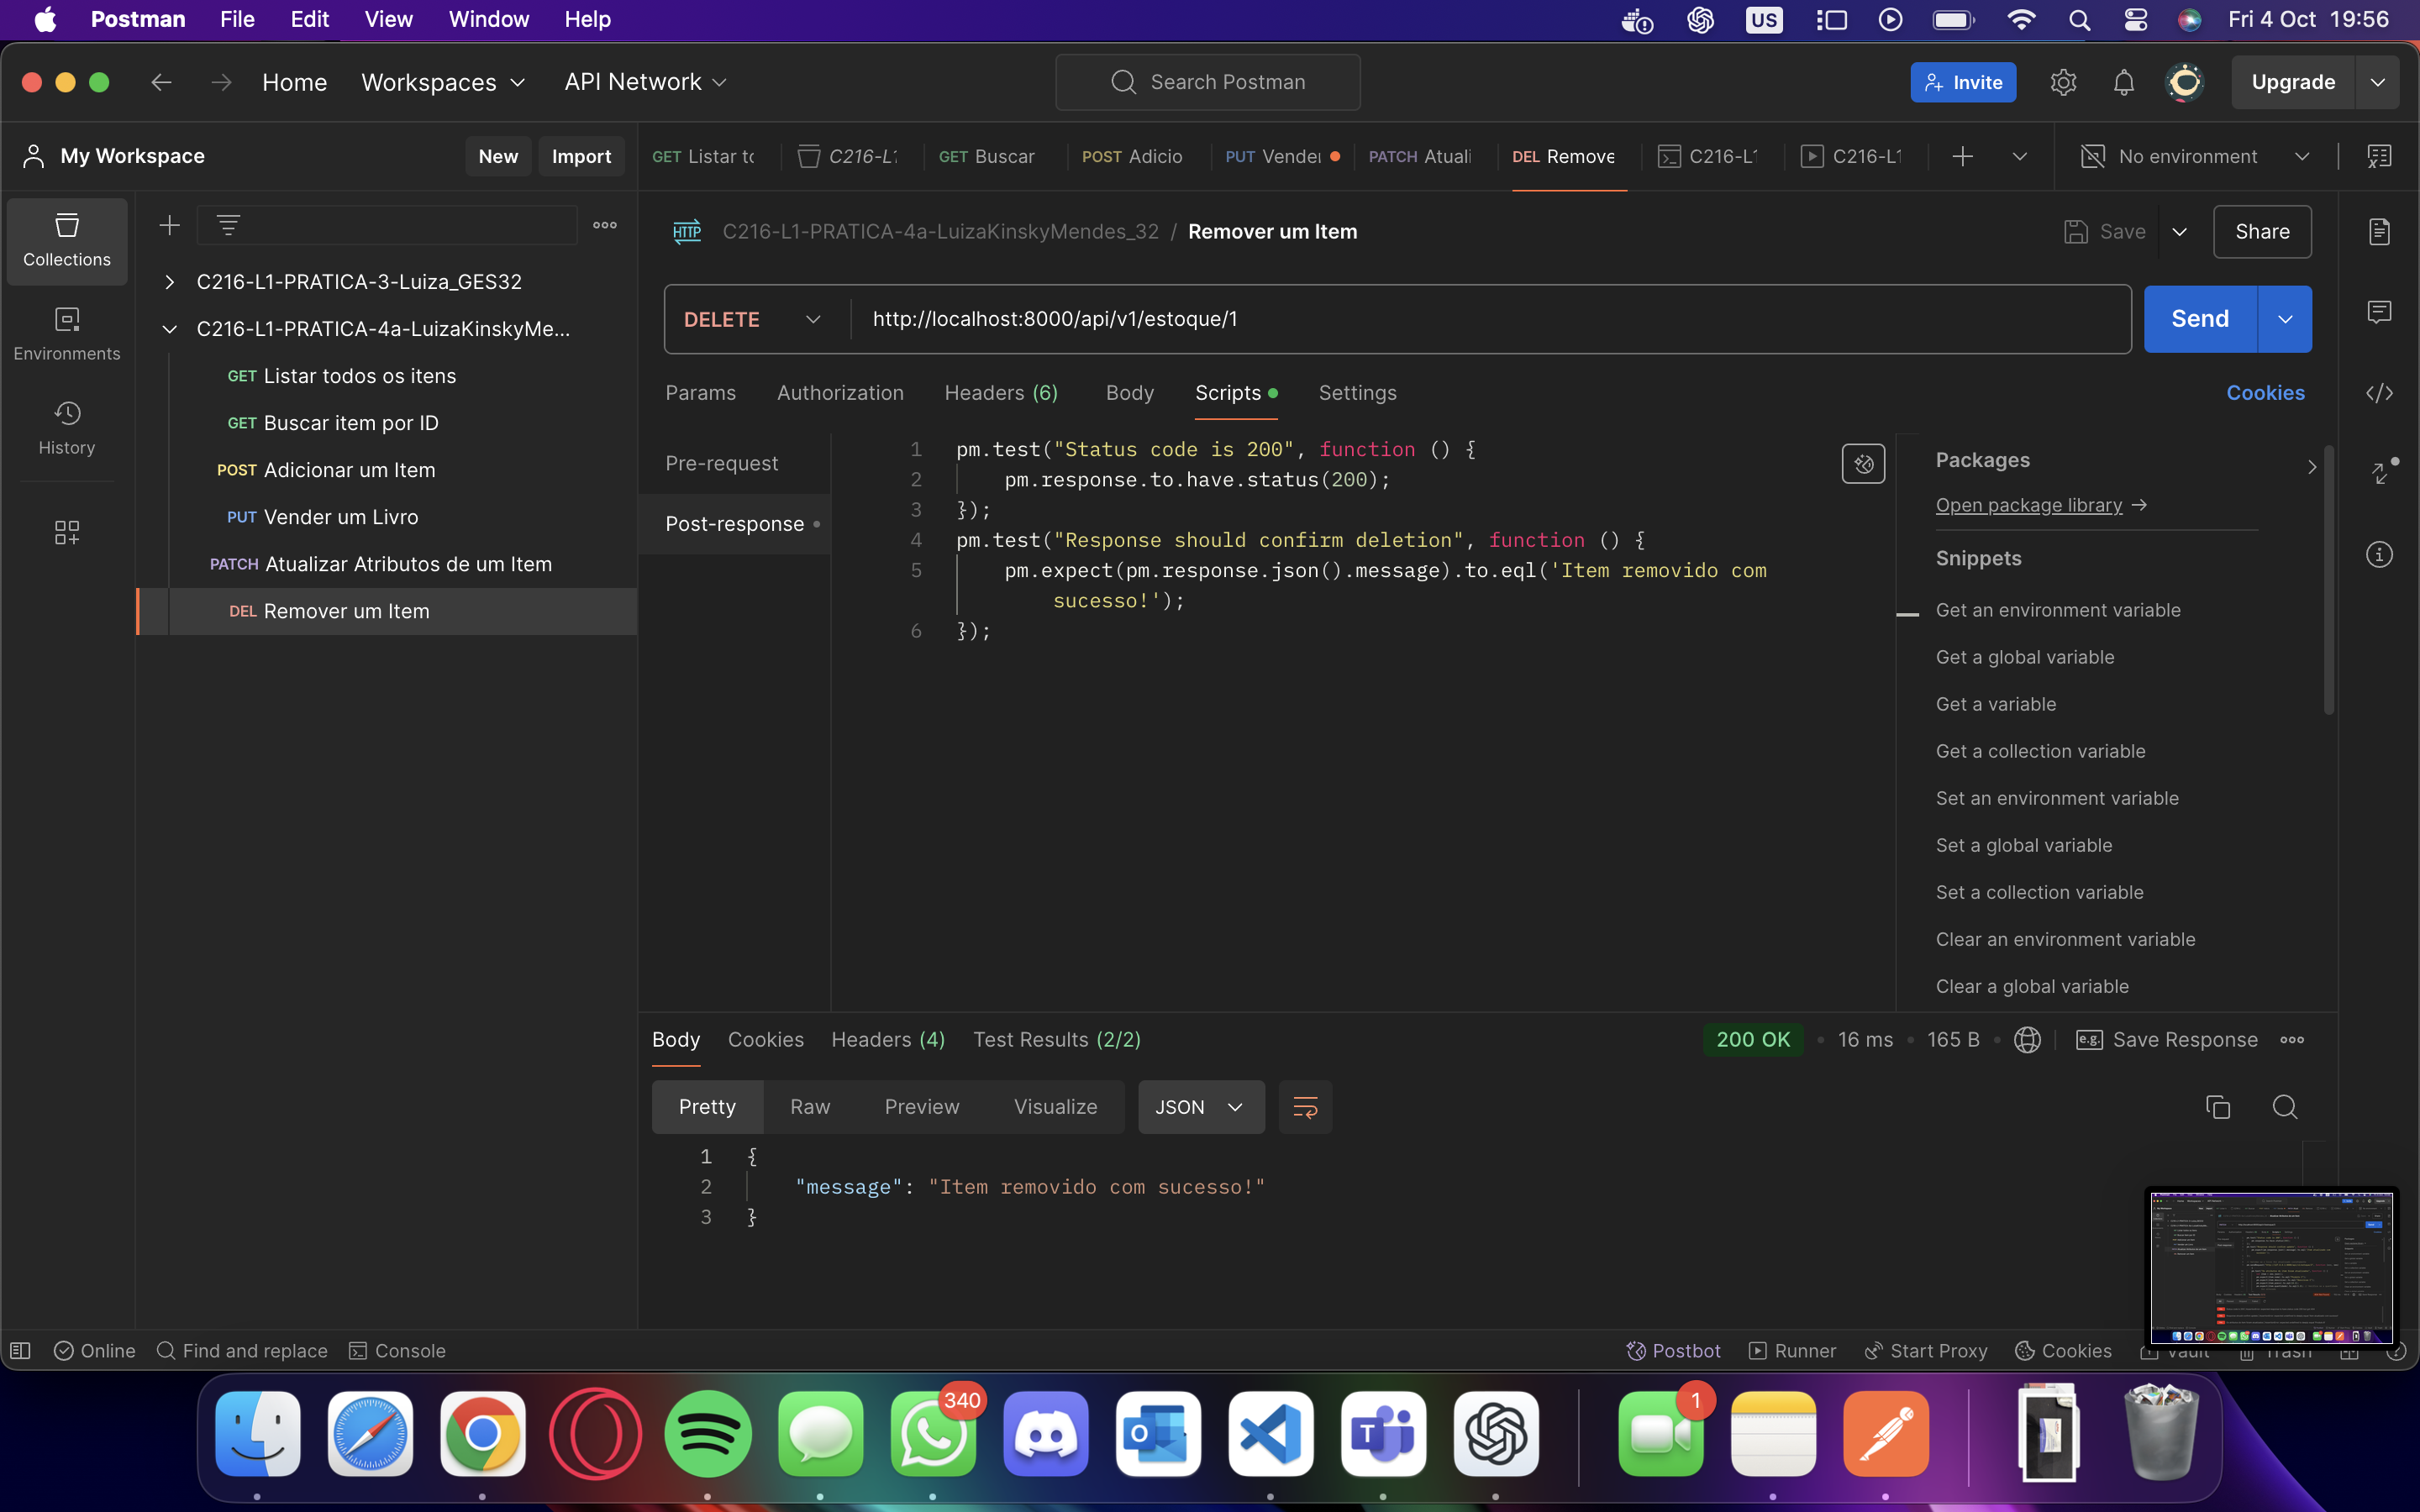 Postman File Edit View Window Help US Fri 4 Oct 19:56
Home Workspaces API Network Search Postman Invite Upgrade
My Workspace New Import
GET Listar to C216-L1 GET Buscar POST Adicio PUT Vender PATCH Atuali DEL Remove C216-L1 C216-L1 No environment
Collections
Environments
History
C216-L1-PRATICA-3-Luiza_GES32
C216-L1-PRATICA-4a-LuizaKinskyMe...
GET Listar todos os itens
GET Buscar item por ID
POST Adicionar um Item
PUT Vender um Livro
PATCH Atualizar Atributos de um Item
DEL Remover um Item
HTTP C216-L1-PRATICA-4a-LuizaKinskyMendes_32 / Remover um Item Save Share
DELETE http://localhost:8000/api/v1/estoque/1 Send
Params Authorization Headers (6) Body Scripts Settings Cookies
Pre-request
Post-response
1 pm.test("Status code is 200", function () {
2 pm.response.to.have.status(200);
3 });
4 pm.test("Response should confirm deletion", function () {
5 pm.expect(pm.response.json().message).to.eql('Item removido com
sucesso!');
6 });
Packages
Open package library →
Snippets
Get an environment variable
Get a global variable
Get a variable
Get a collection variable
Set an environment variable
Set a global variable
Set a collection variable
Clear an environment variable
Clear a global variable
Body Cookies Headers (4) Test Results (2/2) 200 OK • 16 ms • 165 B • e.g. Save Response
Pretty Raw Preview Visualize JSON
1 {
2 "message": "Item removido com sucesso!"
3 }
Online Find and replace Console Postbot Runner Start Proxy Cookies Vault Trash
340 1